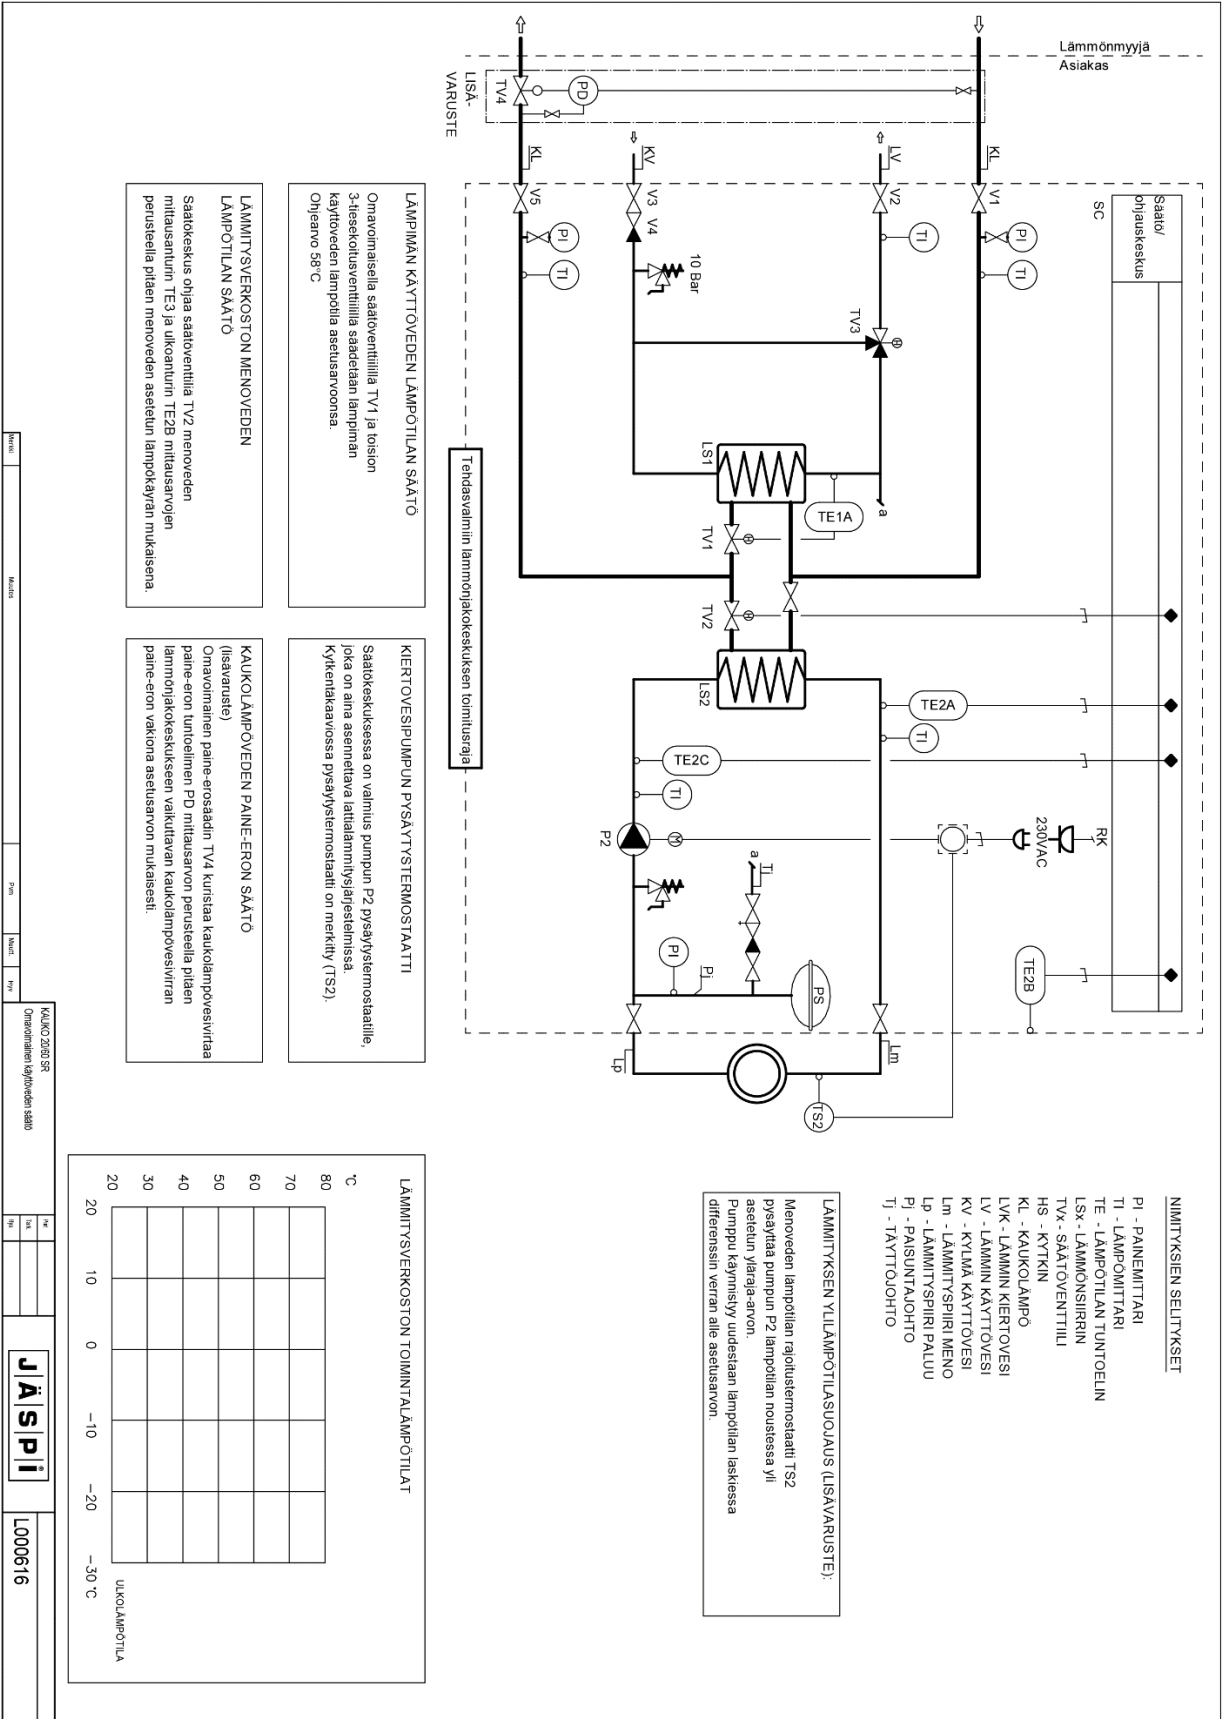 Lämmönmyyjä
Asiakas
LISÄ-
VARUSTE
TV4
PD
KL
KV
LV
KL
Säätö/
ohjauskeskus
SC
V5
V3
V4
V2
V1
PI
TI
10 Bar
TI
PI
TI
TV3
LS1
TE1A
a
TV1
TV2
LS2
TE2A
TI
TE2C
TI
P2
M
RK
230VAC
TE2B
a
Tj
PI
Pj
PS
Lp
Lm
TS2
Tehdasvalmiin lämmönjakokeskuksen toimitusraja
NIMITYKSIEN SELITYKSET
PI - PAINEMITTARI
TI - LÄMPÖMITTARI
TE - LÄMPÖTILAN TUNTOELIN
LSx - LÄMMÖNSIIRRIN
TVx - SÄÄTÖVENTTIILI
HS - KYTKIN
KL - KAUKOLÄMPÖ
LVK - LÄMMIN KIERTOVESI
LV - LÄMMIN KÄYTTÖVESI
KV - KYLMÄ KÄYTTÖVESI
Lm - LÄMMITYSPIIRI MENO
Lp - LÄMMITYSPIIRI PALUU
Pj - PAISUNTAJOHTO
Tj - TÄYTTÖJOHTO
LÄMMITYKSEN YLILÄMPÖTILASUOJAUS (LISÄVARUSTE):
Menoveden lämpötilan rajoitustermostaatti TS2
pysäyttää pumpun P2 lämpötilan noustessa yli
asetetun yläraja-arvon.
Pumppu käynnistyy uudestaan lämpötilan laskiessa
differenssin verran alle asetusarvon.
LÄMPIMÄN KÄYTTÖVEDEN LÄMPÖTILAN SÄÄTÖ
Omavoimaisella säätöventtiilillä TV1 ja toision
3-tiesekoitusventtiilillä säädetään lämpimän
käyttöveden lämpötila asetusarvoonsa.
Ohjearvo 58°C
KIERTOVESIPUMPUN PYSÄYTYSTERMOSTAATTI
Säätökeskuksessa on valmius pumpun P2 pysäytystermostaatille,
joka on aina asennettava lattialämmitysjärjestelmissä.
Kytkentäkaaviossa pysäytystermostaatti on merkitty (TS2).
LÄMMITYSVERKOSTON MENOVEDEN
LÄMPÖTILAN SÄÄTÖ
Säätökeskus ohjaa säätöventtiiliä TV2 menoveden
mittausanturin TE3 ja ulkoanturin TE2B mittausarvojen
perusteella pitäen menoveden asetetun lämpökäyrän mukaisena.
KAUKOLÄMPÖVEDEN PAINE-ERON SÄÄTÖ
(lisävaruste)
Omavoimainen paine-erosäädin TV4 kuristaa kaukolämpövesivirtaa
paine-eron tuntoelimen PD mittausarvon perusteella pitäen
lämmönjakokeskukseen vaikuttavan kaukolämpövesivirran
paine-eron vakiona asetusarvon mukaisesti.
LÄMMITYSVERKOSTON TOIMINTALÄMPÖTILAT
°C
80
70
60
50
40
30
20
20 10 0 -10 -20 -30 °C
ULKOLÄMPÖTILA
Merkki Muutos Pvm Muutt. Hyv
KAUKO 20/60 SR
Omavoimainen käyttöveden säätö
JÄSPI
L000616